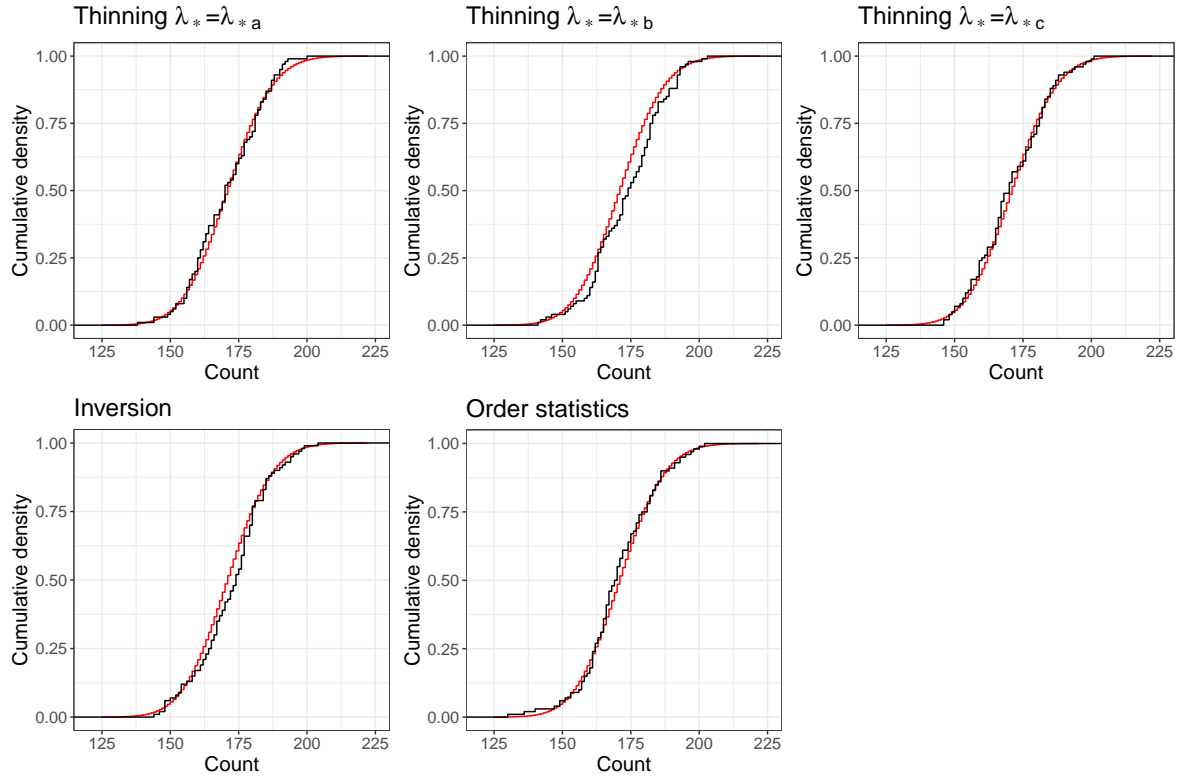 Thinning λ∗=λ∗a
Thinning λ∗=λ∗b
Thinning λ∗=λ∗c
Cumulative density
1.00
0.75
0.50
0.25
0.00
125 150 175 200 225
Count
Cumulative density
1.00
0.75
0.50
0.25
0.00
125 150 175 200 225
Count
Cumulative density
1.00
0.75
0.50
0.25
0.00
125 150 175 200 225
Count
Inversion
Order statistics
Cumulative density
1.00
0.75
0.50
0.25
0.00
125 150 175 200 225
Count
Cumulative density
1.00
0.75
0.50
0.25
0.00
125 150 175 200 225
Count